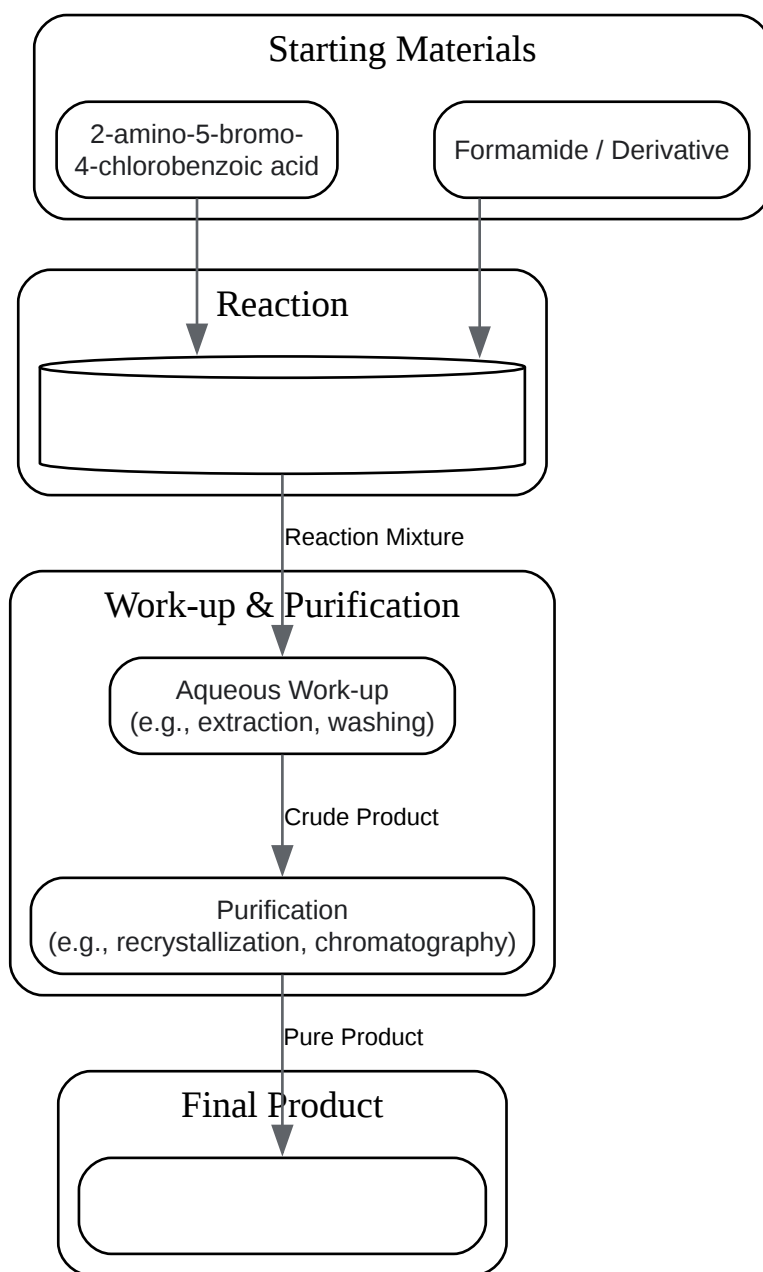 Starting Materials
2-amino-5-bromo-
4-chlorobenzoic acid
Formamide / Derivative
Reaction
Reaction Mixture
Work-up & Purification
Aqueous Work-up
(e.g., extraction, washing)
Crude Product
Purification
(e.g., recrystallization, chromatography)
Pure Product
Final Product